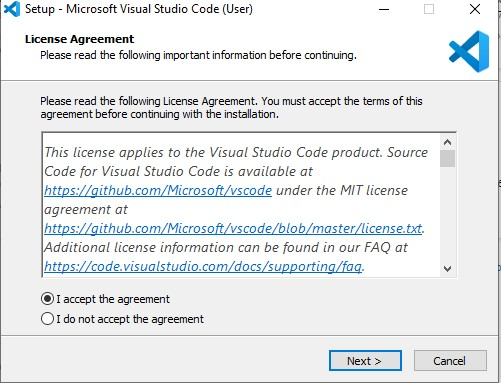 Setup - Microsoft Visual Studio Code (User)
License Agreement
Please read the following important information before continuing.
Please read the following License Agreement. You must accept the terms of this
agreement before continuing with the installation.
This license applies to the Visual Studio Code product. Source
Code for Visual Studio Code is available at
https://github.com/Microsoft/vscode under the MIT license
agreement at
https://github.com/Microsoft/vscode/blob/master/license.txt.
Additional license information can be found in our FAQ at
https://code.visualstudio.com/docs/supporting/faq.
I accept the agreement
I do not accept the agreement
Next >
Cancel